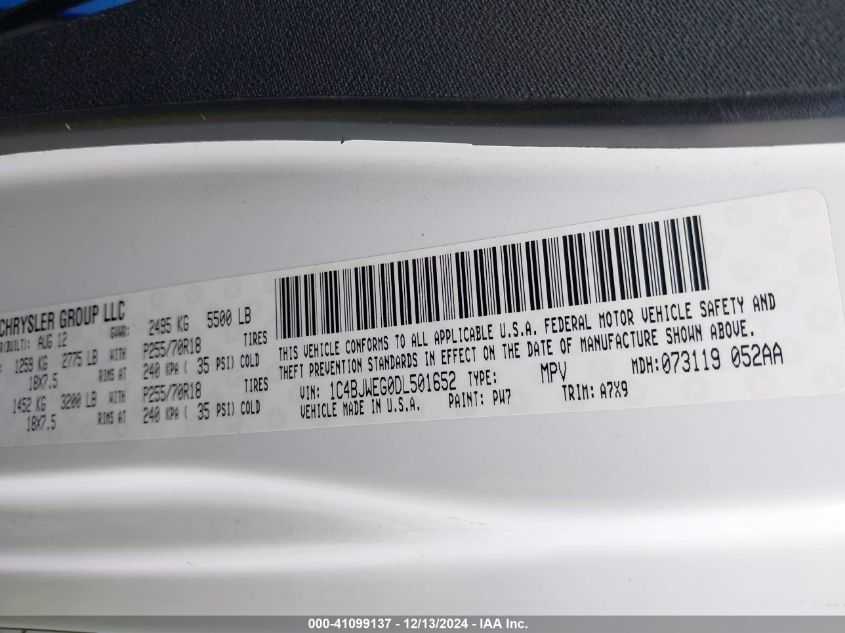 CHRYSLER GROUP LLC
BUILT: AUG 12 GVWR: 2495 KG 5500 LB
1259 KG 2775 LB WITH P255/70R18 TIRES
18X7.5 RIMS AT 240 KPA ( 35 PSI) COLD
1452 KG 3200 LB WITH P255/70R18 TIRES
18X7.5 RIMS AT 240 KPA ( 35 PSI) COLD
THIS VEHICLE CONFORMS TO ALL APPLICABLE U.S.A. FEDERAL MOTOR VEHICLE SAFETY AND
THEFT PREVENTION STANDARDS IN EFFECT ON THE DATE OF MANUFACTURE SHOWN ABOVE.
VIN: 1C4BJWEG0DL501652 TYPE: MPV MDH:073119 052AA
VEHICLE MADE IN U.S.A. PAINT: PW7 TRIM: A7X9
000-41099137 - 12/13/2024 - IAA Inc.